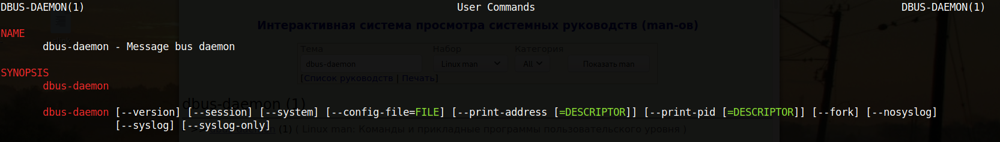 DBUS-DAEMON(1) User Commands DBUS-DAEMON(1)
Интерактивная система просмотра системных руководств (man-ов)
NAME
dbus-daemon - Message bus daemon
Тема Набор Категория
dbus-daemon Linux man All Показать man
SYNOPSIS
[Список руководств | Печать]
dbus-daemon
dbus-daemon (1)
dbus-daemon [--version] [--session] [--system] [--config-file=FILE] [--print-address [=DESCRIPTOR]] [--print-pid [=DESCRIPTOR]] [--fork] [--nosyslog]
[--syslog] [--syslog-only]
(1) ( Linux man: Команды и прикладные программы пользовательского уровня )